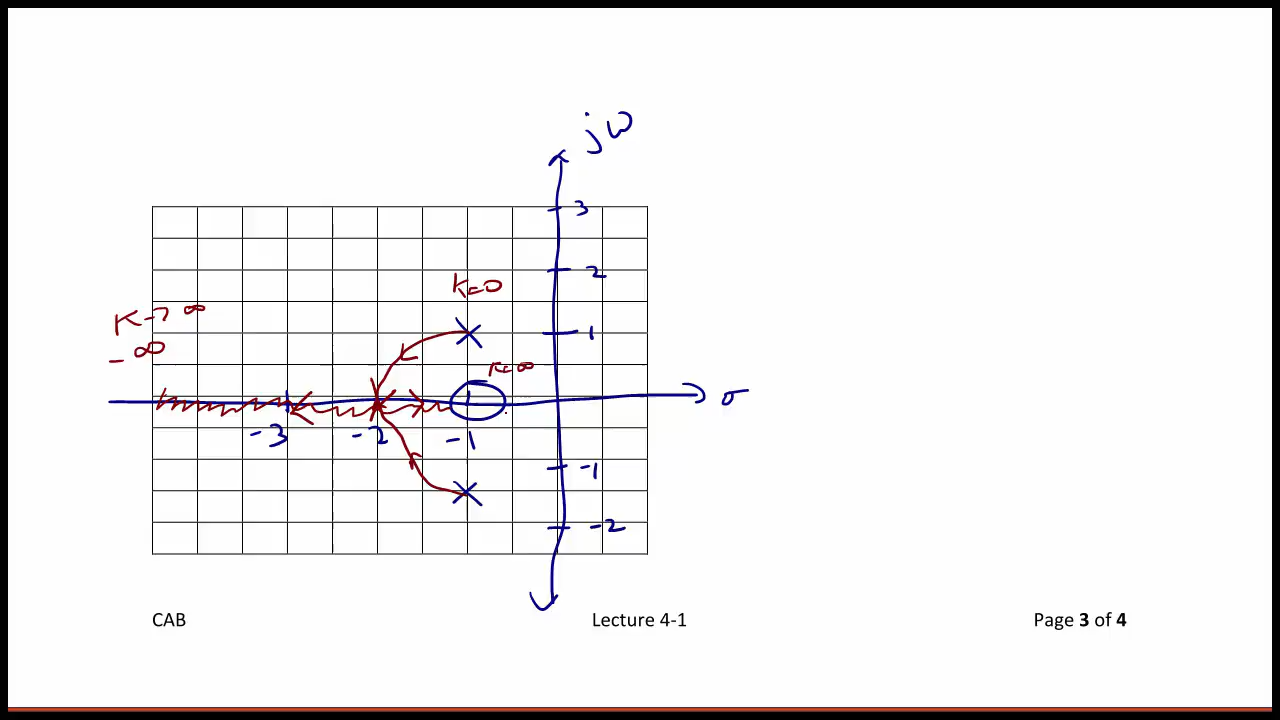 jω
3
2
K=0
1
K→∞
-∞
K=∞
σ
-3 -2 -1
-1
-2
CAB Lecture 4-1 Page 3 of 4